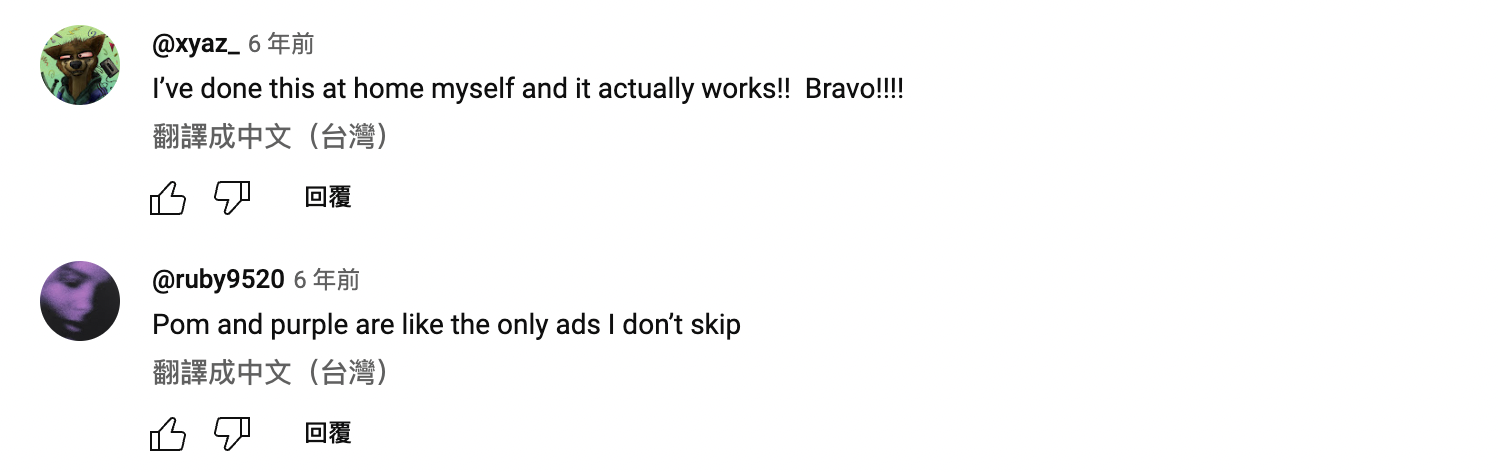 @xyaz_ 6 年前
I’ve done this at home myself and it actually works!!  Bravo!!!!
翻譯成中文（台灣）
回覆
@ruby9520 6 年前
Pom and purple are like the only ads I don’t skip
翻譯成中文（台灣）
回覆